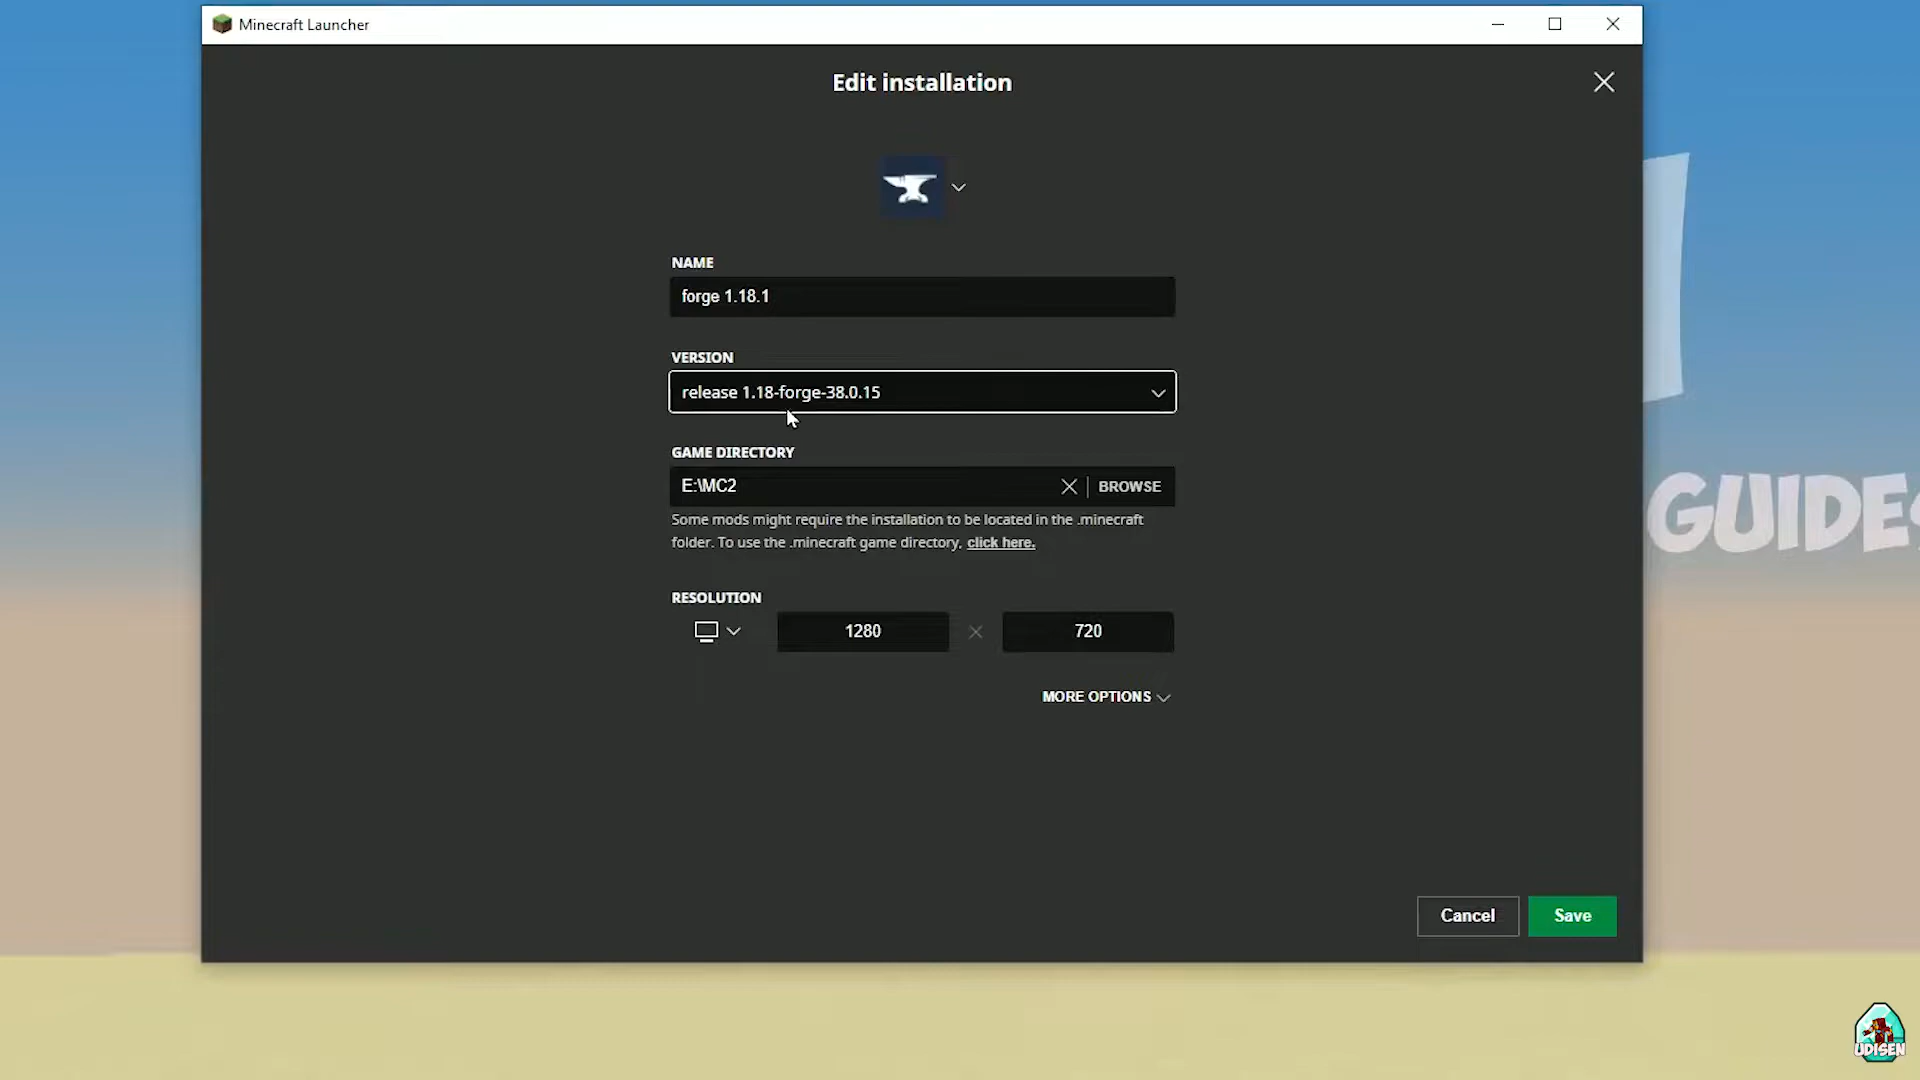 Minecraft Launcher
Edit installation
NAME
forge 1.18.1
VERSION
release 1.18-forge-38.0.15
GAME DIRECTORY
E:\MC2
BROWSE
Some mods might require the installation to be located in the .minecraft
folder. To use the .minecraft game directory, click here.
RESOLUTION
1280
720
MORE OPTIONS
Cancel
Save
GUIDES
UDISEN